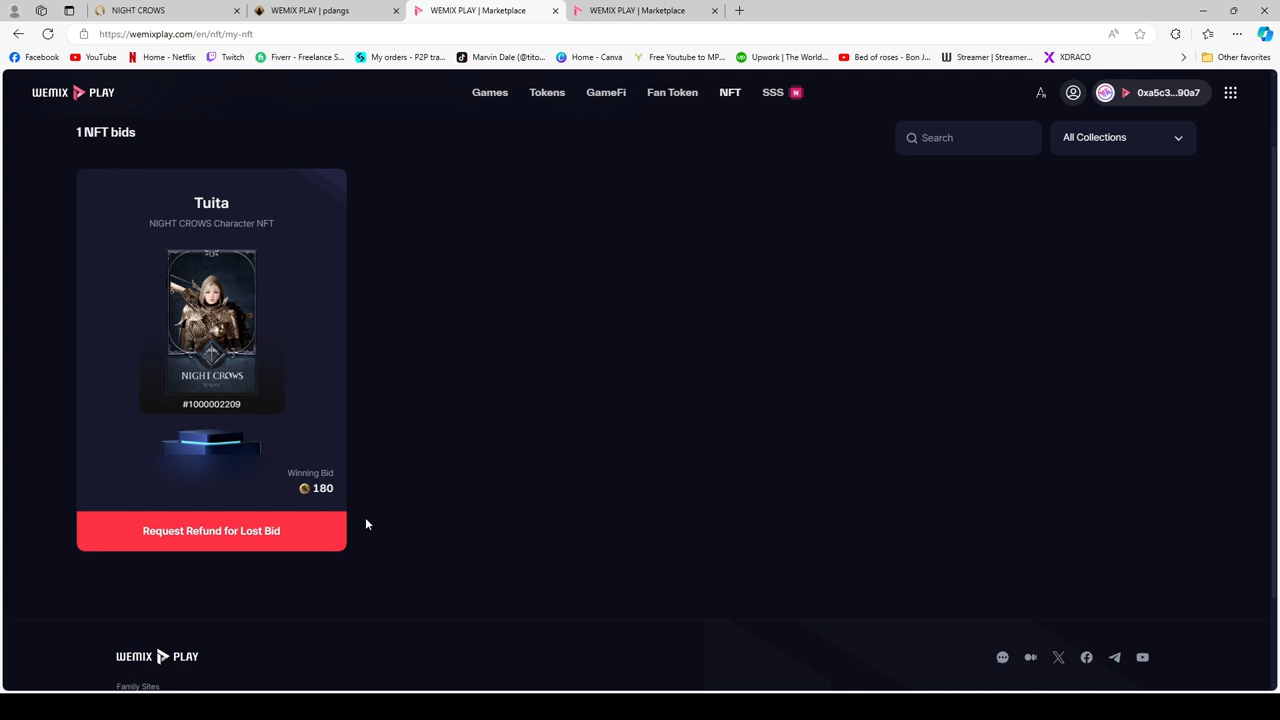 NIGHT CROWS
WEMIX PLAY | pdangs
WEMIX PLAY | Marketplace
WEMIX PLAY | Marketplace
https://wemixplay.com/en/nft/my-nft
Facebook
YouTube
Home - Netflix
Twitch
Fiverr - Freelance S...
My orders - P2P tra...
Marvin Dale (@tito...
Home - Canva
Free Youtube to MP...
Upwork | The World...
Bed of roses - Bon J...
Streamer | Streamer...
XDRACO
Other favorites
WEMIX PLAY
Games
Tokens
GameFi
Fan Token
NFT
SSS
N
0xa5c3...90a7
1 NFT bids
Search
All Collections
Tuita
NIGHT CROWS Character NFT
NIGHT CROWS
#1000002209
Winning Bid
180
Request Refund for Lost Bid
WEMIX PLAY
Family Sites